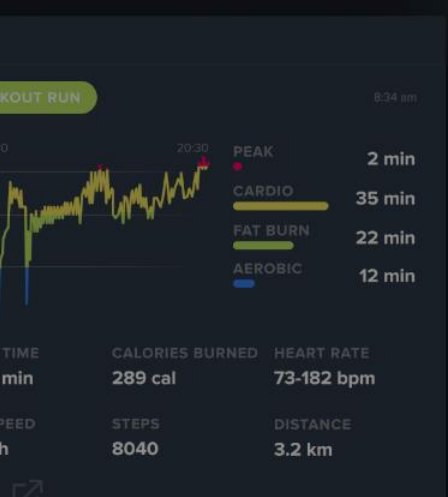 KOUT RUN
8:34 am
0
20:30
PEAK
2 min
CARDIO
35 min
FAT BURN
22 min
AEROBIC
12 min
TIME
CALORIES BURNED
HEART RATE
min
289 cal
73-182 bpm
PEED
STEPS
DISTANCE
h
8040
3.2 km